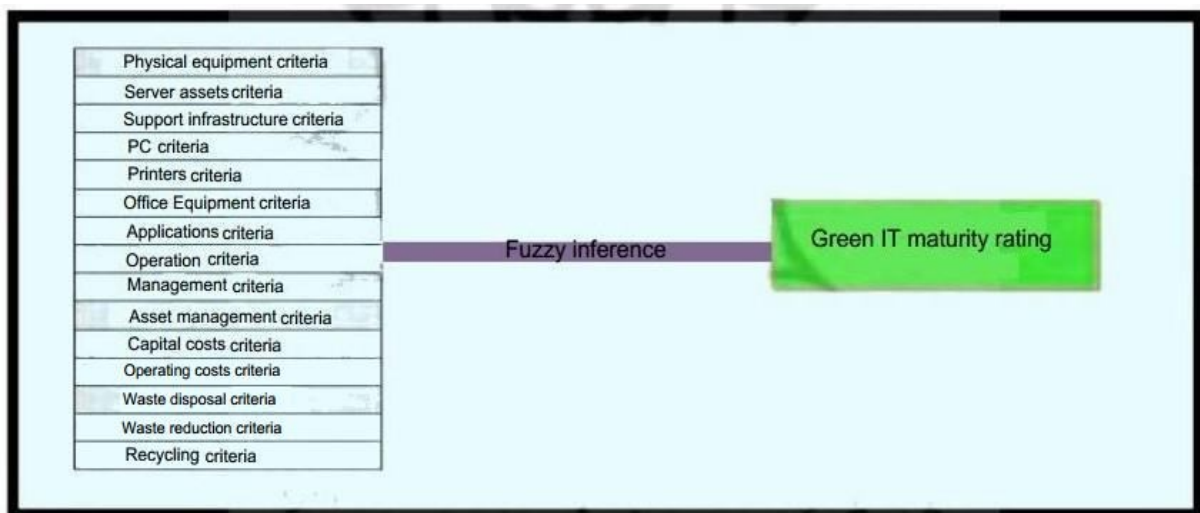 Physical equipment criteria
Server assets criteria
Support infrastructure criteria
PC criteria
Printers criteria
Office Equipment criteria
Applications criteria
Operation criteria
Management criteria
Asset management criteria
Capital costs criteria
Operating costs criteria
Waste disposal criteria
Waste reduction criteria
Recycling criteria
Fuzzy inference
Green IT maturity rating